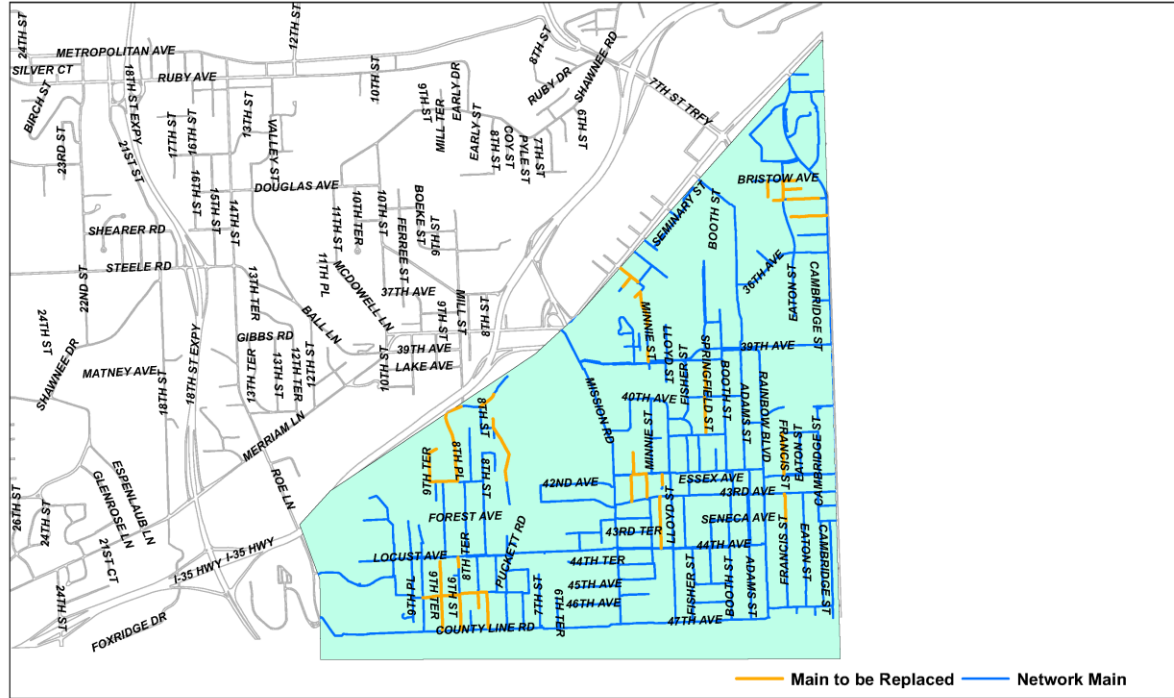 24TH ST
12TH ST
METROPOLITAN AVE
8TH ST
SHAWNEE RD
SILVER CT
18TH ST EXPY
RUBY AVE
10TH ST
9TH ST
EARLY DR
RUBY DR
7TH ST TRFY
BIRCH ST
13TH ST
MILL TER
6TH ST
23RD ST
21ST ST
17TH ST
16TH ST
VALLEY ST
EARLY ST
8TH ST
COY ST
PYLE ST
7TH ST
16TH ST
15TH ST
14TH ST
DOUGLAS AVE
11TH ST
10TH TER
10TH ST
BOEKE ST
9TH ST
FERREE ST
SEMINARY ST
BOOTH ST
BRISTOW AVE
SHEARER RD
STEELE RD
22ND ST
13TH TER
11TH PL
MCDOWELL LN
37TH AVE
MILL ST
8TH ST
9TH ST
36TH AVE
EATON ST
CAMBRIDGE ST
24TH ST
SHAWNEE DR
GIBBS RD
BALL LN
39TH AVE
LAKE AVE
10TH ST
MATNEY AVE
18TH ST
18TH ST EXPY
13TH TER
13TH ST
12TH TER
12TH ST
MINNIE ST
LLOYD ST
FISHER ST
SPRINGFIELD ST
BOOTH ST
39TH AVE
ADAMS ST
RAINBOW BLVD
40TH AVE
MISSION RD
MINNIE ST
MERRIAM LN
8TH ST
8TH PL
9TH TER
8TH ST
FRANCIS ST
EATON ST
CAMBRIDGE ST
ROE LN
42ND AVE
ESSEX AVE
43RD AVE
26TH ST
24TH ST
ESPENLAUB LN
GLENROSE LN
21ST CT
FOREST AVE
PUCKETT RD
43RD TER
LLOYD ST
SENECA AVE
44TH AVE
FRANCIS ST
EATON ST
CAMBRIDGE ST
I-35 HWY
I-35 HWY
LOCUST AVE
8TH TER
44TH TER
45TH AVE
46TH AVE
FISHER ST
BOOTH ST
ADAMS ST
24TH ST
FOXRIDGE DR
10TH PL
9TH TER
9TH ST
7TH ST
6TH TER
COUNTY LINE RD
47TH AVE
Main to be Replaced
Network Main